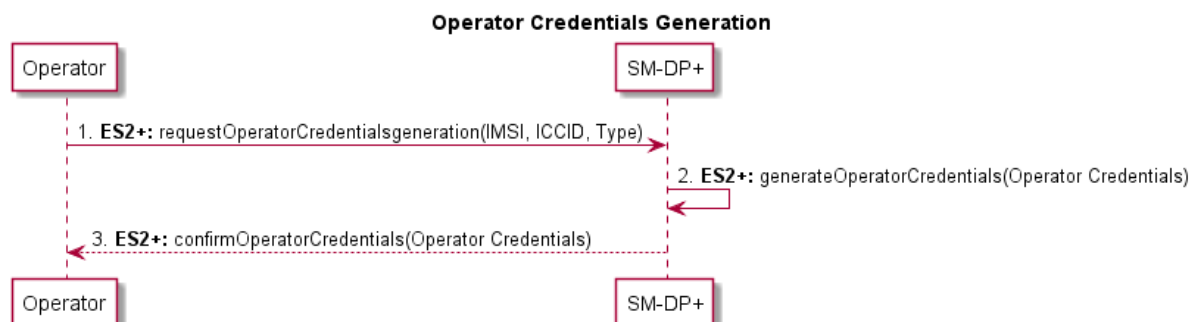 Operator Credentials Generation
Operator
SM-DP+
1. ES2+: requestOperatorCredentialsgeneration(IMSI, ICCID, Type)
2. ES2+: generateOperatorCredentials(Operator Credentials)
3. ES2+: confirmOperatorCredentials(Operator Credentials)
Operator
SM-DP+